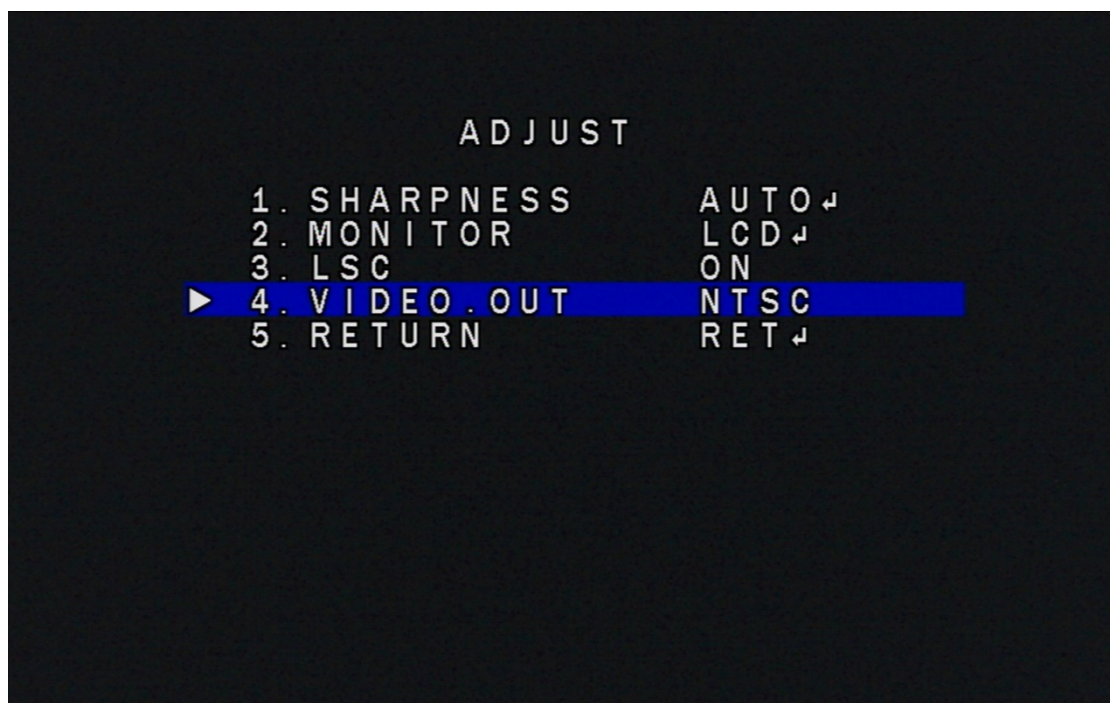 ADJUST
1. SHARPNESS AUTO↲
2. MONITOR LCD↲
3. LSC ON
▶ 4. VIDEO.OUT NTSC
5. RETURN RET↲